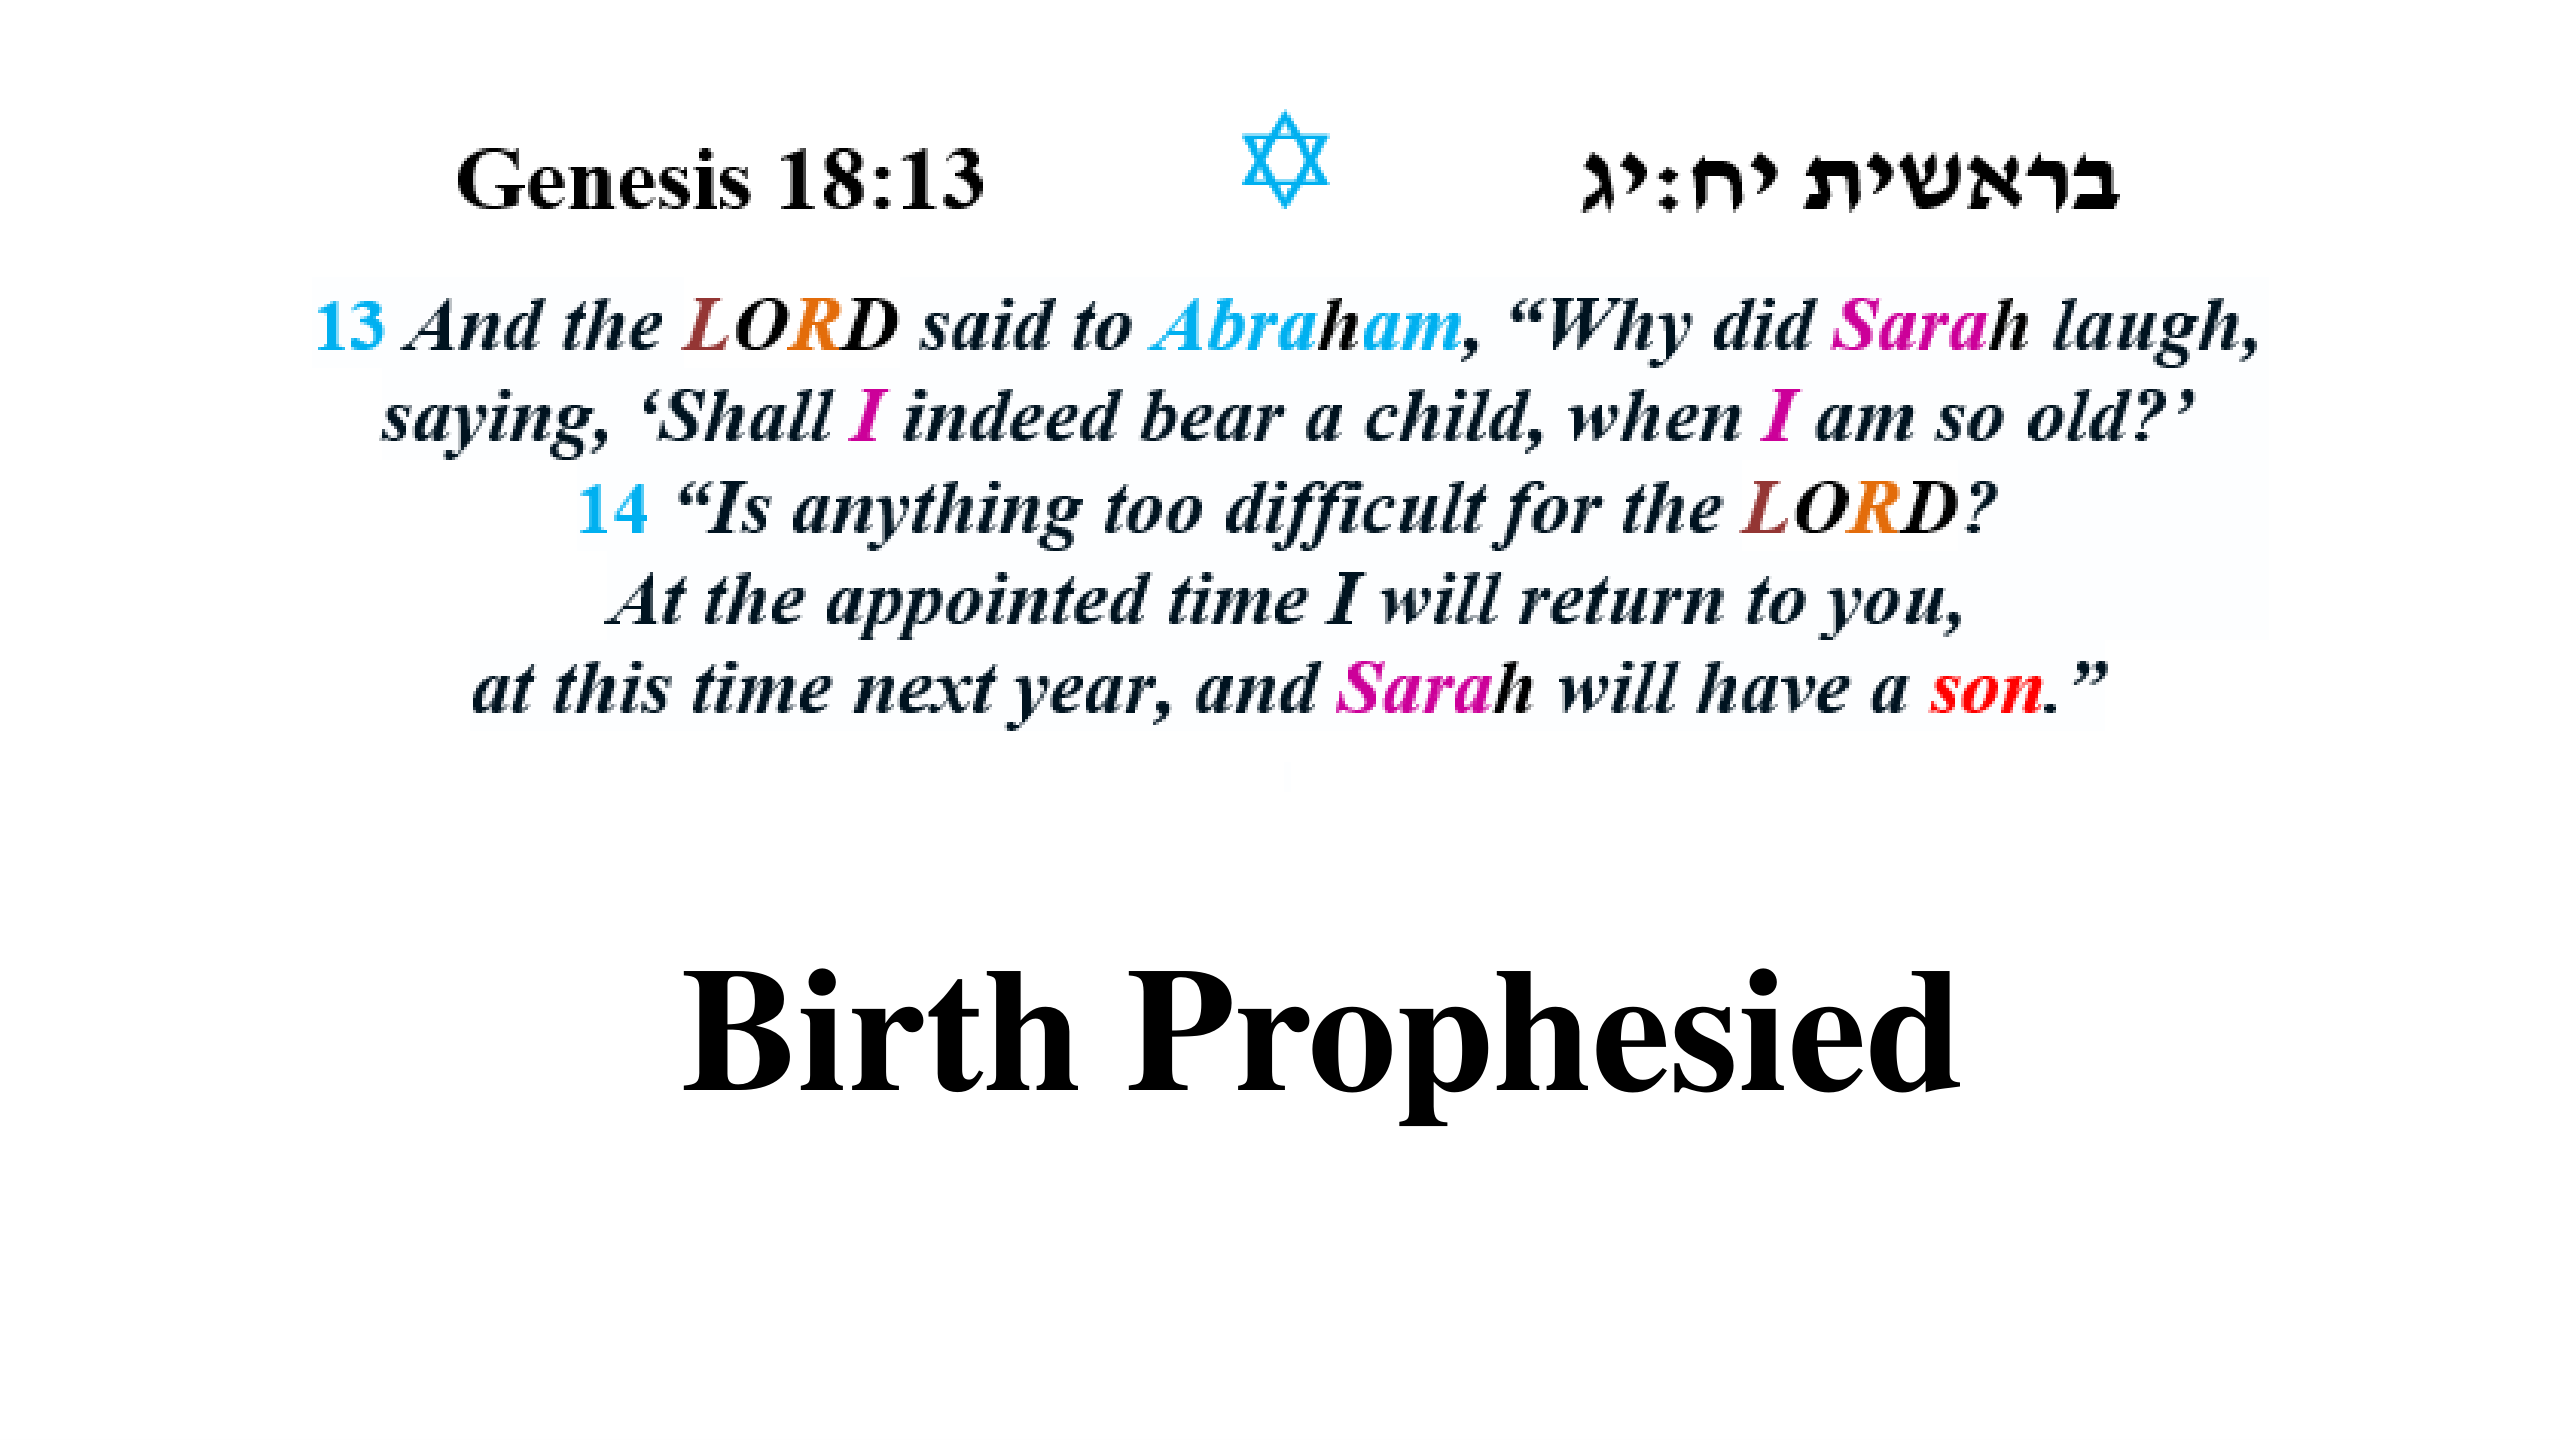 Genesis 18:13 ✡ בראשית יח:יג
13 And the LORD said to Abraham, “Why did Sarah laugh,
saying, ‘Shall I indeed bear a child, when I am so old?’
14 “Is anything too difficult for the LORD?
At the appointed time I will return to you,
at this time next year, and Sarah will have a son.”
Birth Prophesied